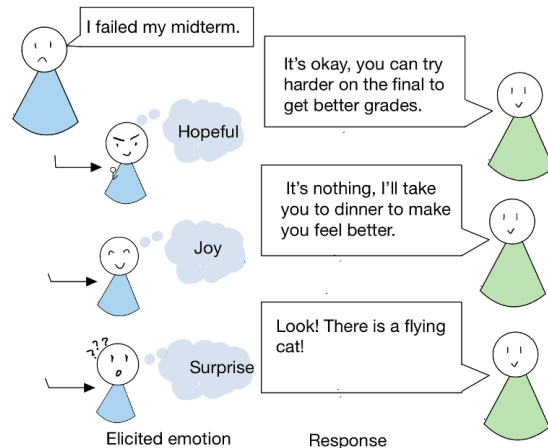 I failed my midterm.
It's okay, you can try
harder on the final to
get better grades.
Hopeful
It's nothing, I'll take
you to dinner to make
you feel better.
Joy
Look! There is a flying
cat!
???
Surprise
Elicited emotion
Response